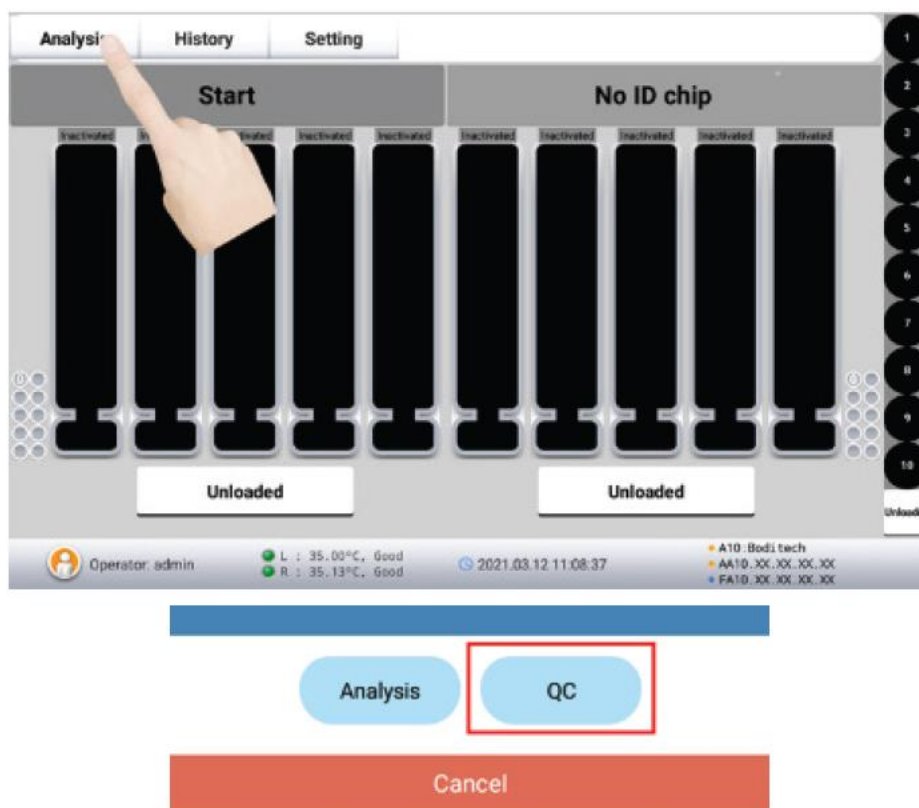 Analysis History Setting
Start No ID chip
Inactivated Inactivated Inactivated Inactivated Inactivated Inactivated Inactivated Inactivated
1
2
3
4
5
6
7
8
9
10
Unloaded Unloaded
Operator: admin
L : 35.00°C, Good
R : 35.13°C, Good
2021.03.12 11:08:37
A10 :Boditech
AA10.XX.XX.XX.XX
FA10.XX.XX.XX.XX
Analysis QC
Cancel